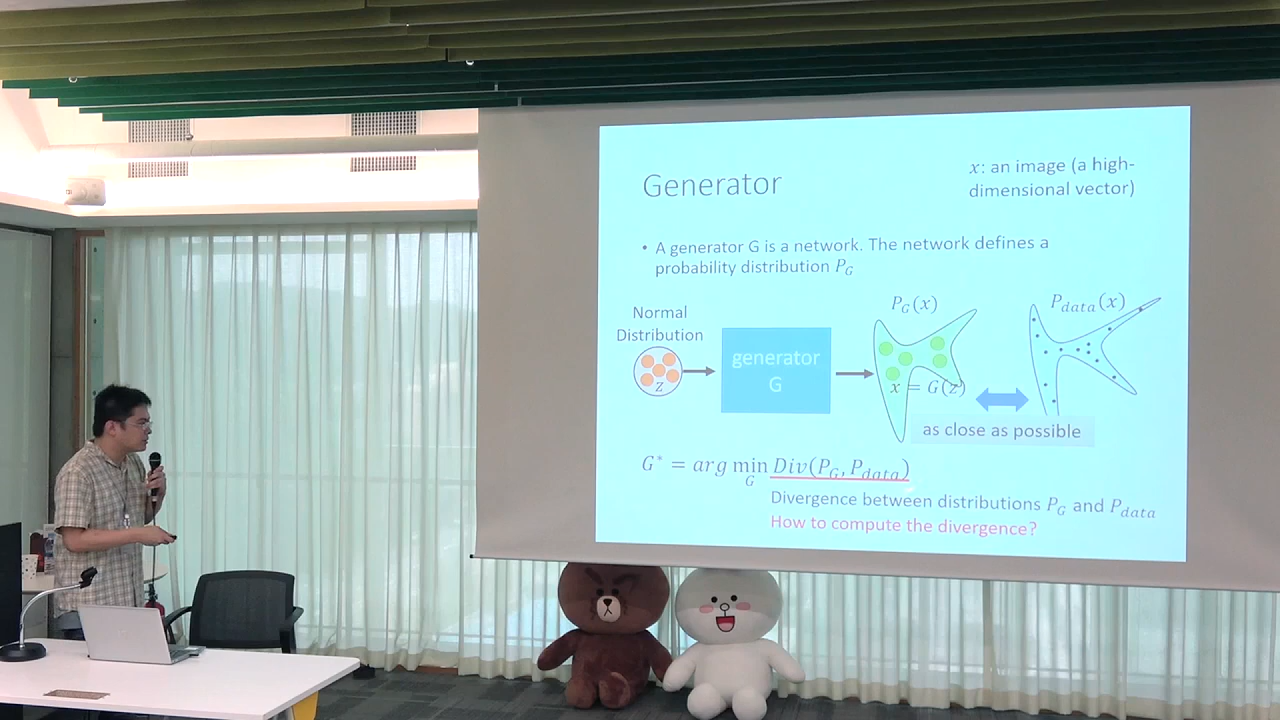 Generator
x: an image (a high-
dimensional vector)
• A generator G is a network. The network defines a
probability distribution P_G
Normal
Distribution
z
generator
G
P_G(x)
x = G(z)
P_data(x)
as close as possible
G* = arg min_G Div(P_G, P_data)
Divergence between distributions P_G and P_data
How to compute the divergence?